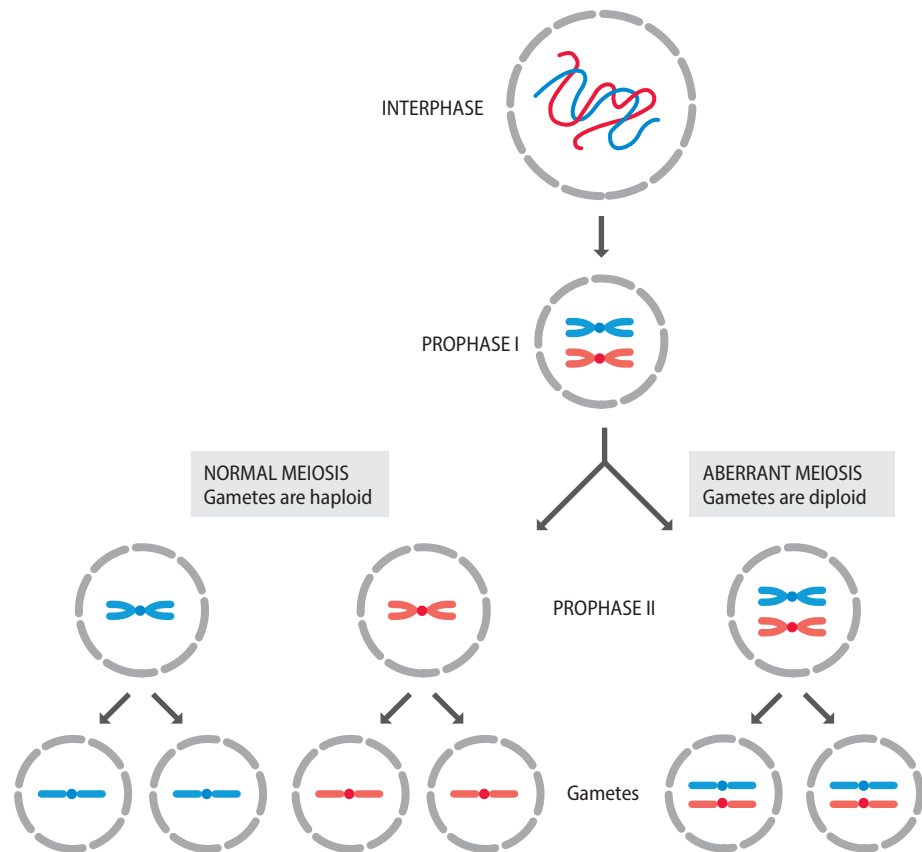 INTERPHASE
PROPHASE I
NORMAL MEIOSIS
Gametes are haploid
ABERRANT MEIOSIS
Gametes are diploid
PROPHASE II
Gametes